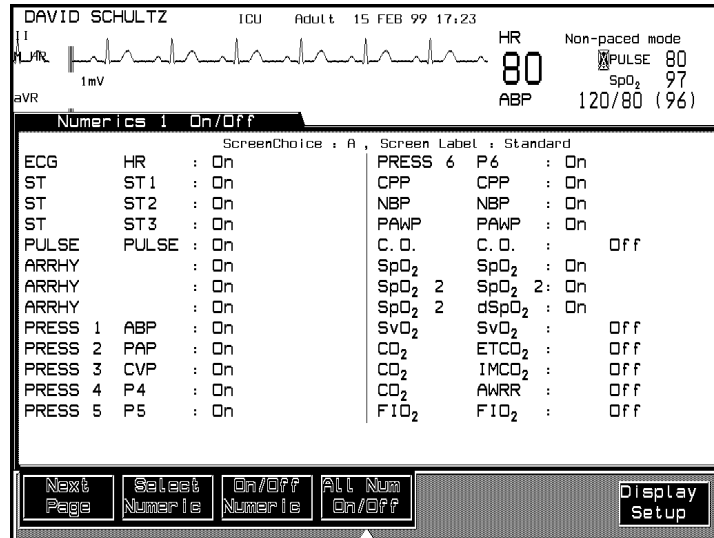 DAVID SCHULTZ ICU Adult 15 FEB 99 17:23
II
HR Non-paced mode
80 PULSE 80
1mV SpO₂ 97
aVR ABP 120/80 (96)
Numerics 1 On/Off
ScreenChoice : A , Screen Label : Standard
ECG HR : On PRESS 6 P6 : On
ST ST1 : On CPP CPP : On
ST ST2 : On NBP NBP : On
ST ST3 : On PAWP PAWP : On
PULSE PULSE : On C.O. C.O. : Off
ARRHY : On SpO₂ SpO₂ : On
ARRHY : On SpO₂ 2 SpO₂ 2: On
ARRHY : On SpO₂ 2 dSpO₂ : On
PRESS 1 ABP : On SvO₂ SvO₂ : Off
PRESS 2 PAP : On CO₂ ETCO₂ : Off
PRESS 3 CVP : On CO₂ IMCO₂ : Off
PRESS 4 P4 : On CO₂ AWRR : Off
PRESS 5 P5 : On FIO₂ FIO₂ : Off
Next Page Select Numeric On/Off Numeric All Num On/Off Display Setup